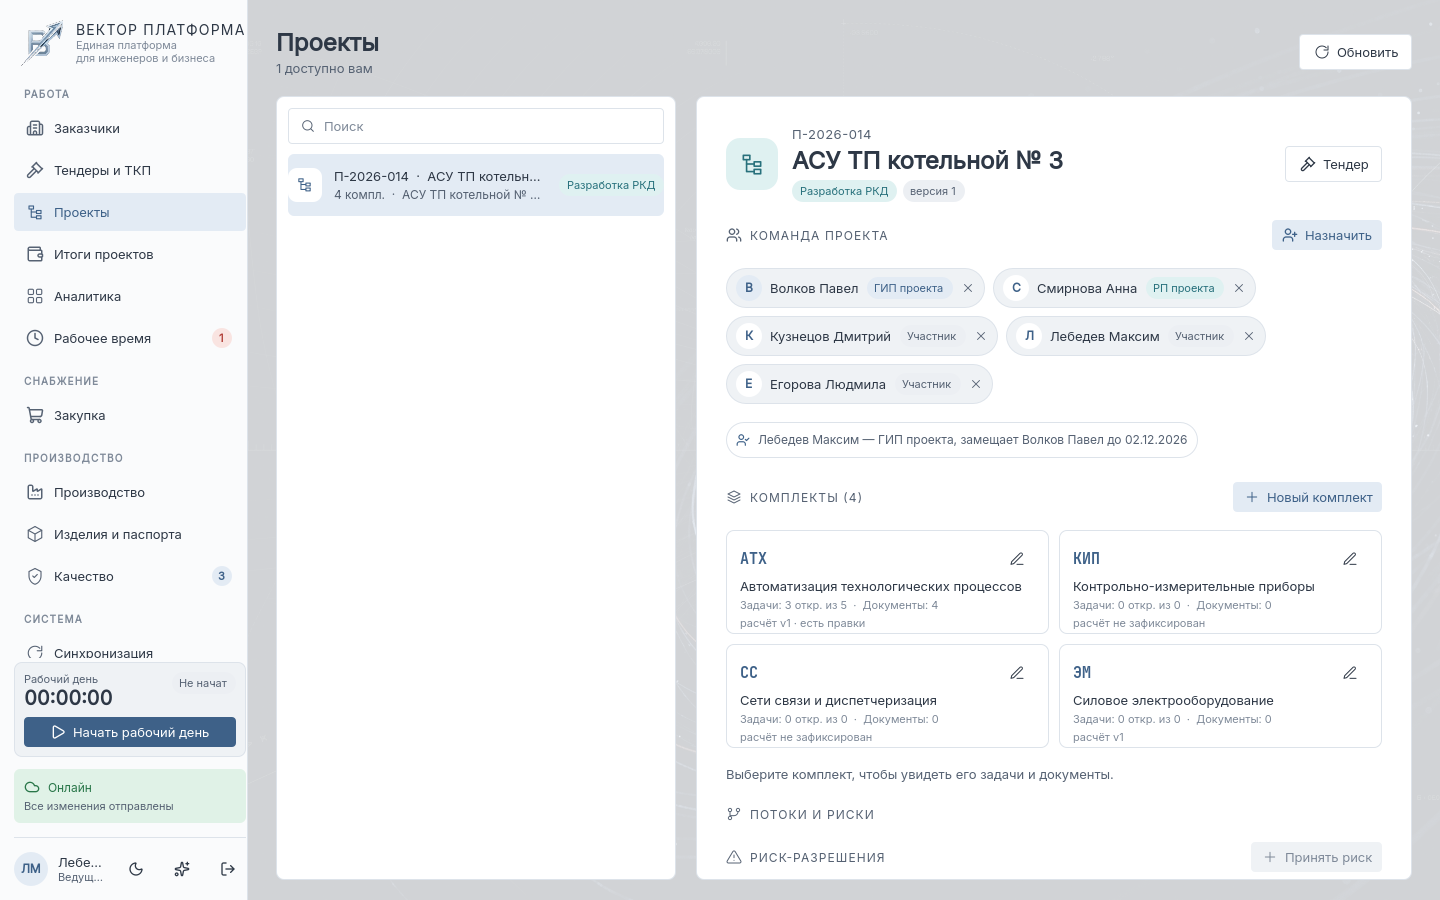 ВЕКТОР ПЛАТФОРМА
Единая платформа
для инженеров и бизнеса
РАБОТА
Заказчики
Тендеры и ТКП
Проекты
Итоги проектов
Аналитика
Рабочее время
1
СНАБЖЕНИЕ
Закупка
ПРОИЗВОДСТВО
Производство
Изделия и паспорта
Качество
3
СИСТЕМА
Синхронизация
Рабочий день
Не начат
00:00:00
Начать рабочий день
Онлайн
Все изменения отправлены
ЛМ
Лебе...
Ведущ...
Проекты
1 доступно вам
Обновить
Поиск
П-2026-014 · АСУ ТП котельн...
4 компл. · АСУ ТП котельной № ...
Разработка РКД
П-2026-014
АСУ ТП котельной № 3
Разработка РКД
версия 1
Тендер
КОМАНДА ПРОЕКТА
Назначить
В Волков Павел ГИП проекта
С Смирнова Анна РП проекта
К Кузнецов Дмитрий Участник
Л Лебедев Максим Участник
Е Егорова Людмила Участник
Лебедев Максим — ГИП проекта, замещает Волков Павел до 02.12.2026
КОМПЛЕКТЫ (4)
Новый комплект
АТХ
Автоматизация технологических процессов
Задачи: 3 откр. из 5 · Документы: 4
расчёт v1 · есть правки
КИП
Контрольно-измерительные приборы
Задачи: 0 откр. из 0 · Документы: 0
расчёт не зафиксирован
СС
Сети связи и диспетчеризация
Задачи: 0 откр. из 0 · Документы: 0
расчёт не зафиксирован
ЭМ
Силовое электрооборудование
Задачи: 0 откр. из 0 · Документы: 0
расчёт v1
Выберите комплект, чтобы увидеть его задачи и документы.
ПОТОКИ И РИСКИ
РИСК-РАЗРЕШЕНИЯ
Принять риск